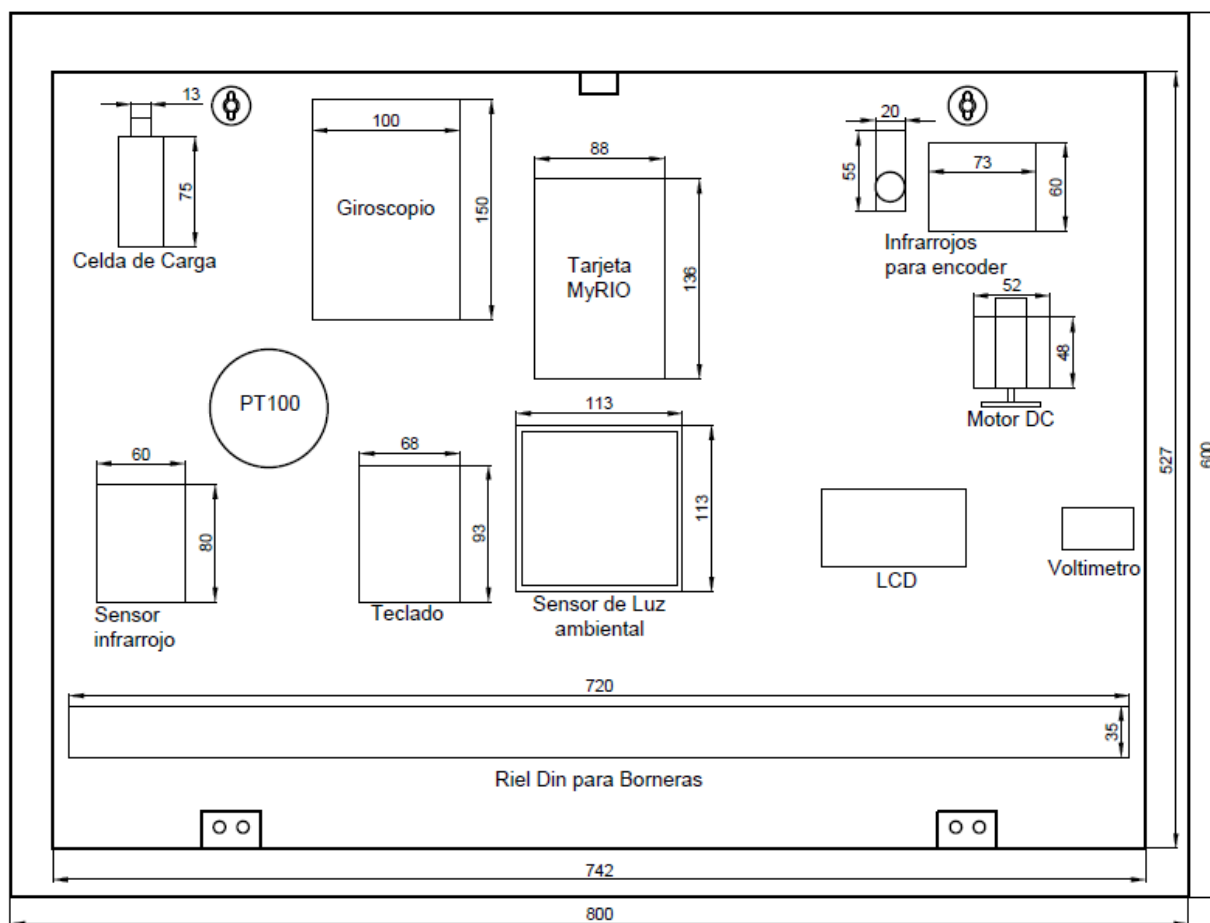 13
100
88
20
55
73
60
75
150
Giroscopio
Celda de Carga
Tarjeta
MyRIO
136
Infrarrojos
para encoder
52
48
Motor DC
PT100
113
60
68
527
600
80
93
113
LCD
Voltimetro
Sensor
infrarrojo
Teclado
Sensor de Luz
ambiental
720
35
Riel Din para Borneras
742
800